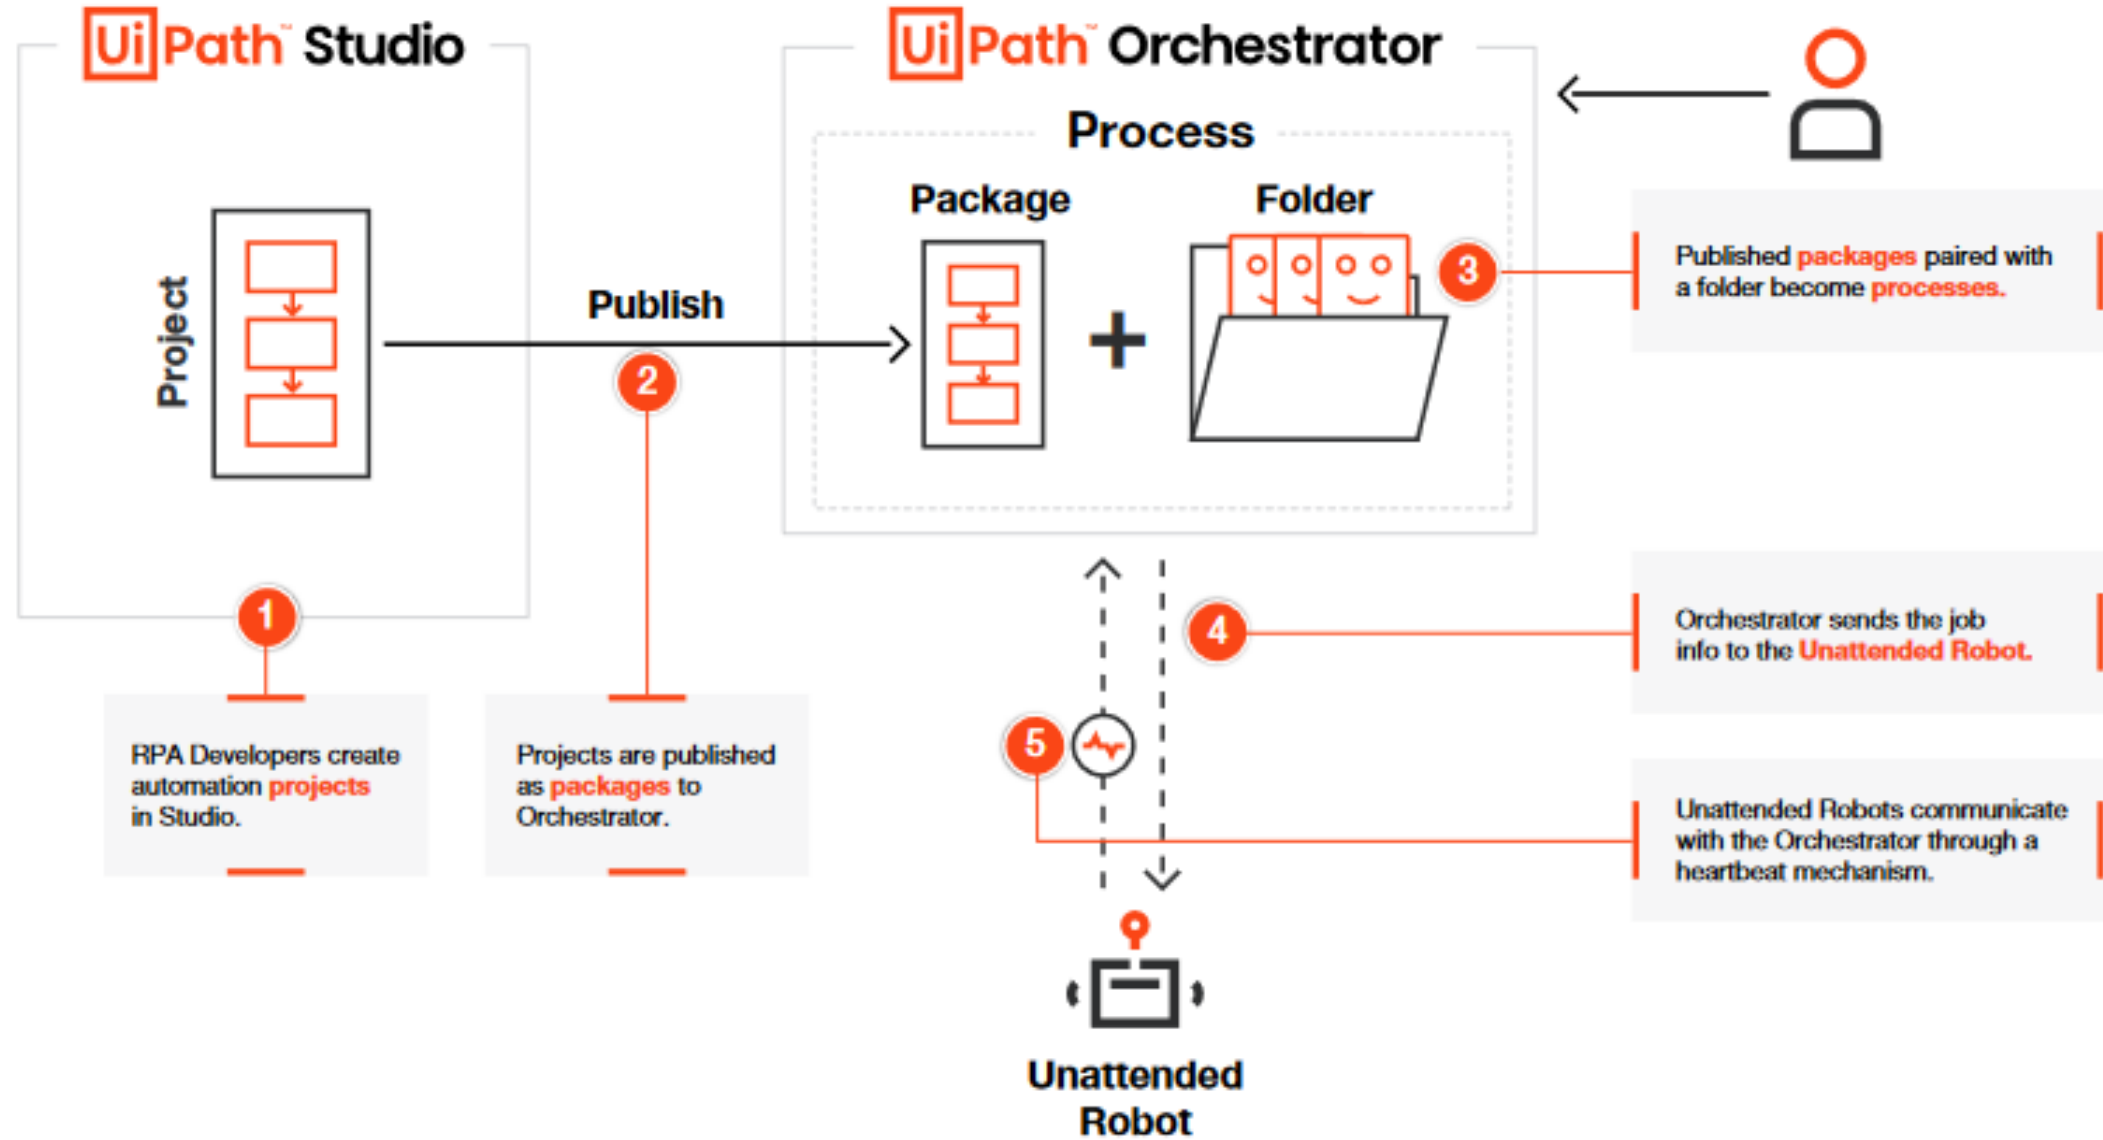 UiPath™ Studio
Project
1
RPA Developers create
automation projects
in Studio.
Publish
2
Projects are published
as packages to
Orchestrator.
UiPath™ Orchestrator
Process
Package
+
Folder
3
Published packages paired with
a folder become processes.
4
Orchestrator sends the job
info to the Unattended Robot.
5
Unattended Robots communicate
with the Orchestrator through a
heartbeat mechanism.
Unattended
Robot